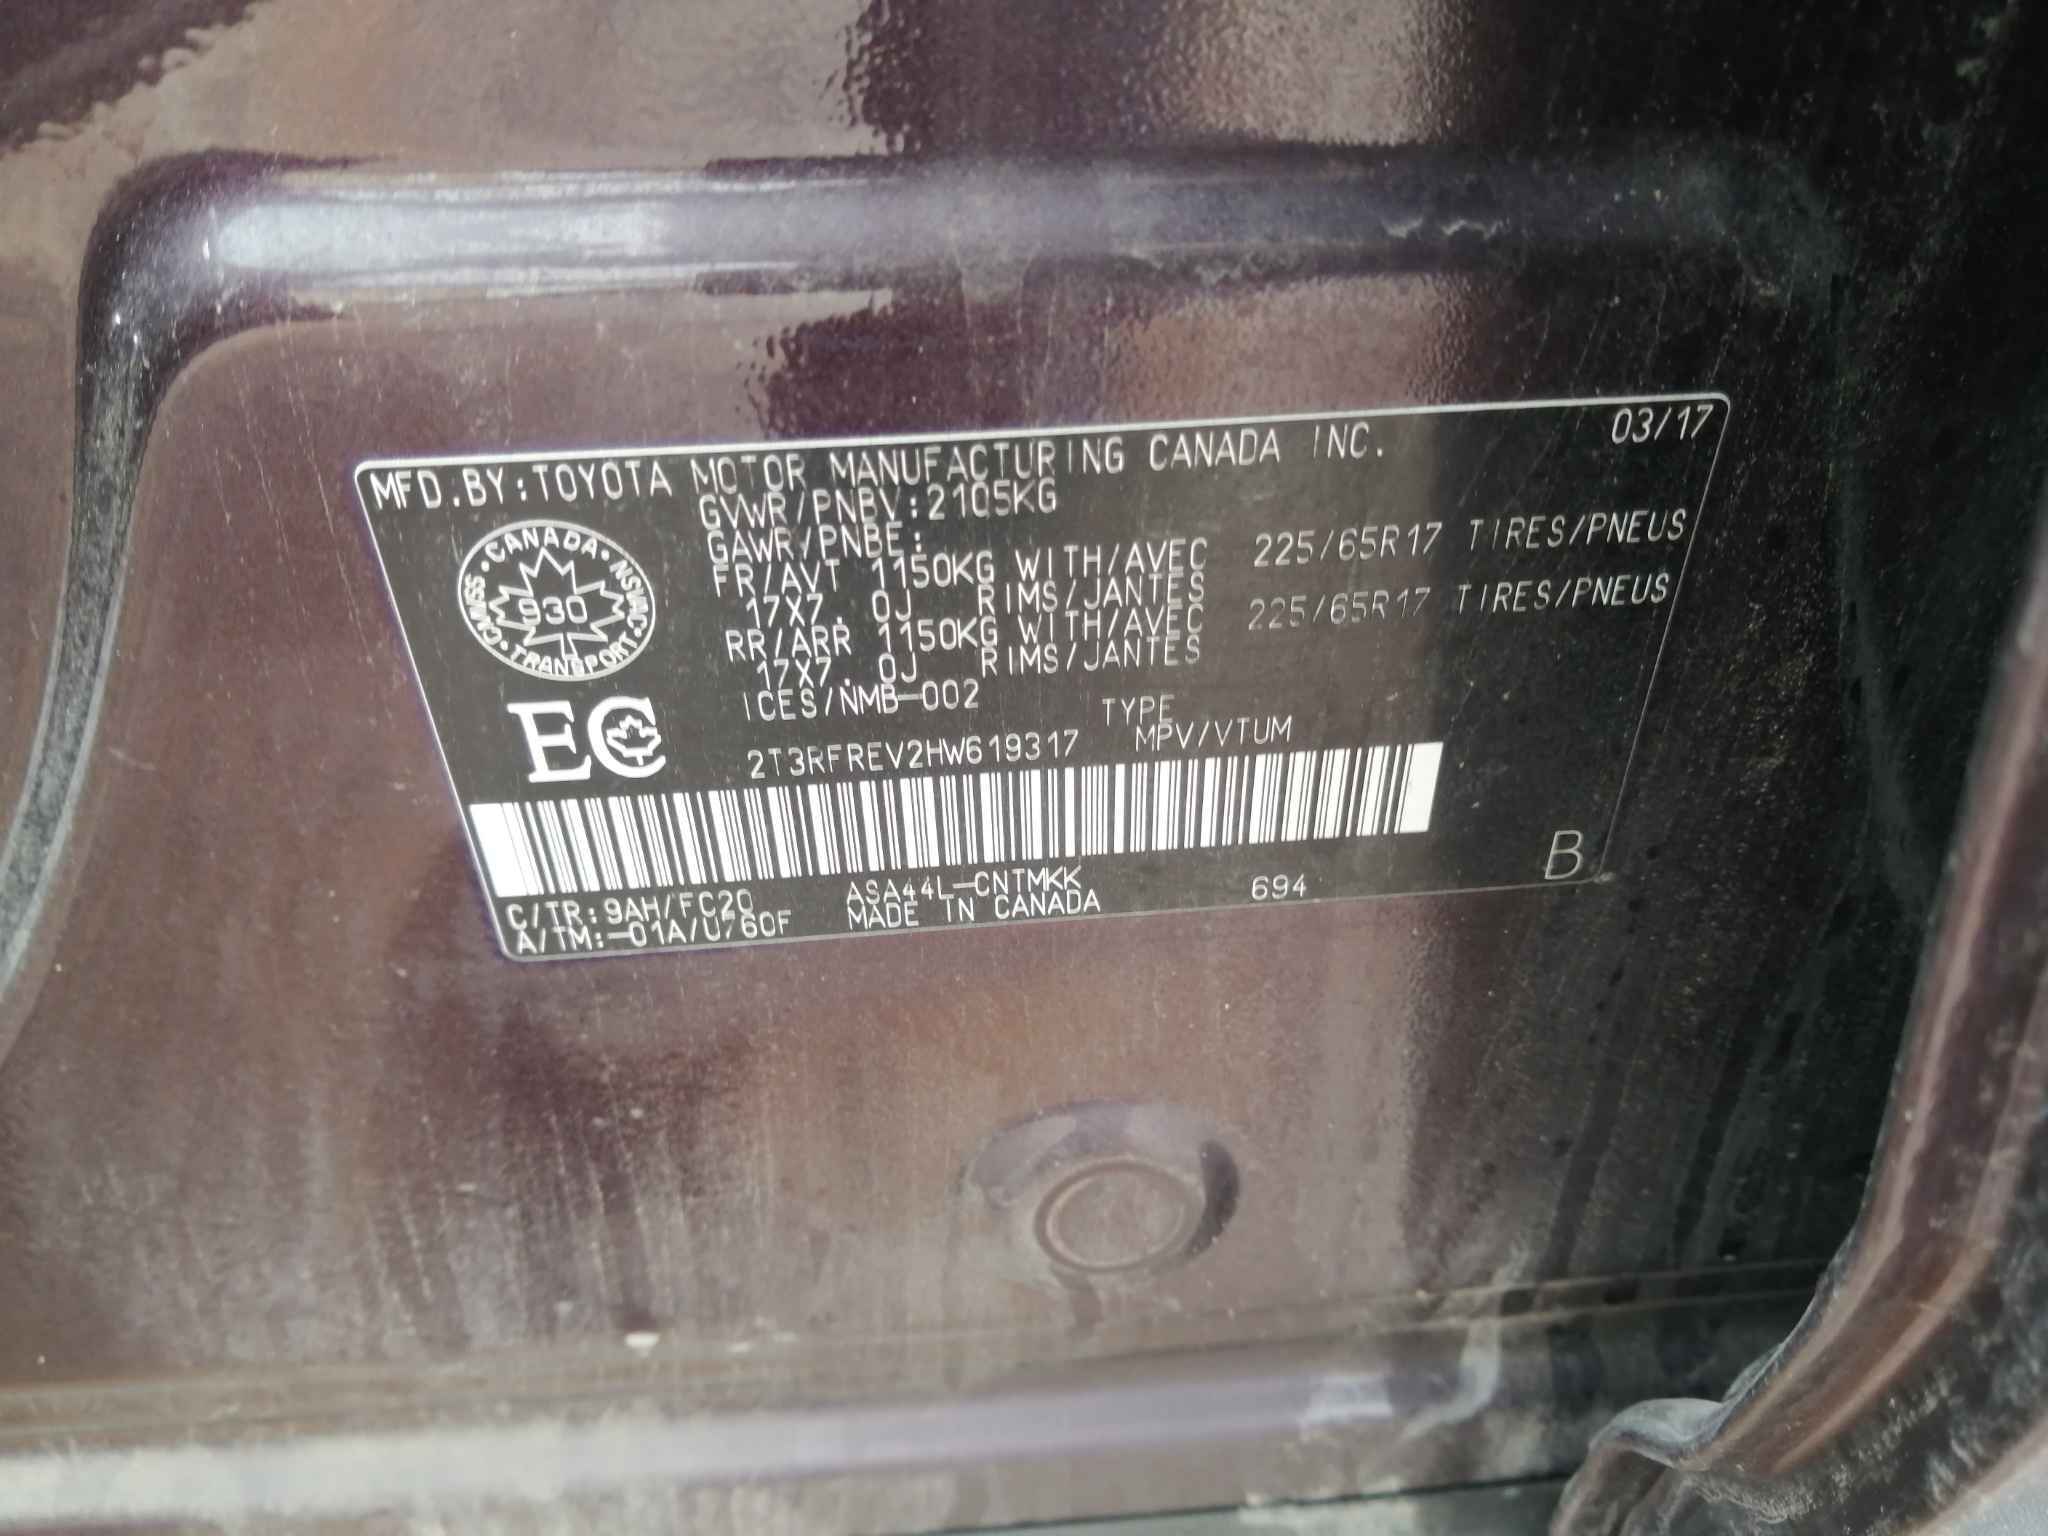 03/17
MFD.BY:TOYOTA MOTOR MANUFACTURING CANADA INC.
GVWR/PNBV:2105KG
GAWR/PNBE:
FR/AVT 1150KG WITH/AVEC 225/65R17 TIRES/PNEUS
17X7. 0J RIMS/JANTES
RR/ARR 1150KG WITH/AVEC 225/65R17 TIRES/PNEUS
17X7. 0J RIMS/JANTES
ICES/NMB-002
CANADA
NSVAC
CMVSS
930
TRANSPORT
EC
TYPE
2T3RFREV2HW619317 MPV/VTUM
C/TR:9AH/FC20 ASA44L-CNTMKK 694 B
A/TM:-01A/U760F MADE IN CANADA